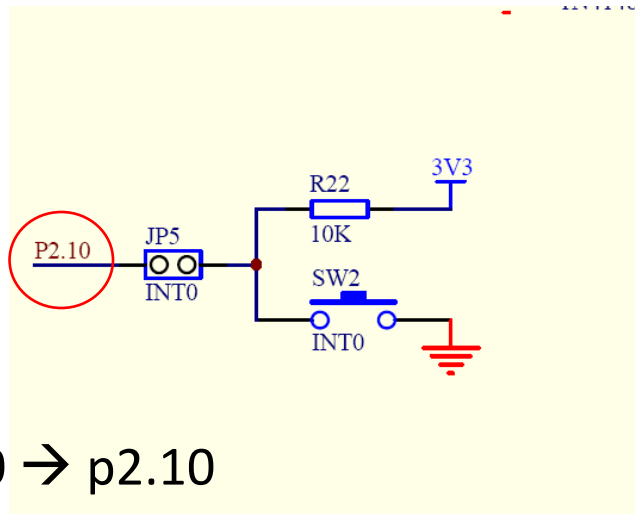 3V3
R22
10K
P2.10
JP5
INT0
SW2
INT0
→ p2.10